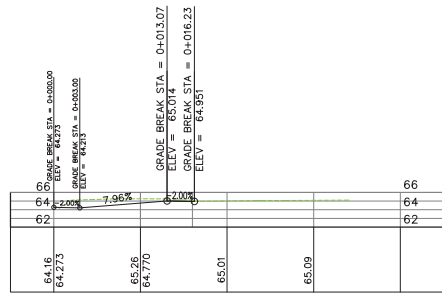 GRADE BREAK STA = 0+000.00
ELEV = 64.273
GRADE BREAK STA = 0+003.00
ELEV = 64.213
GRADE BREAK STA = 0+013.07
ELEV = 65.014
GRADE BREAK STA = 0+016.23
ELEV = 64.951
66
66
64
-2.00%
7.96%
-2.00%
64
62
62
64.16
64.273
65.26
64.770
65.01
65.09